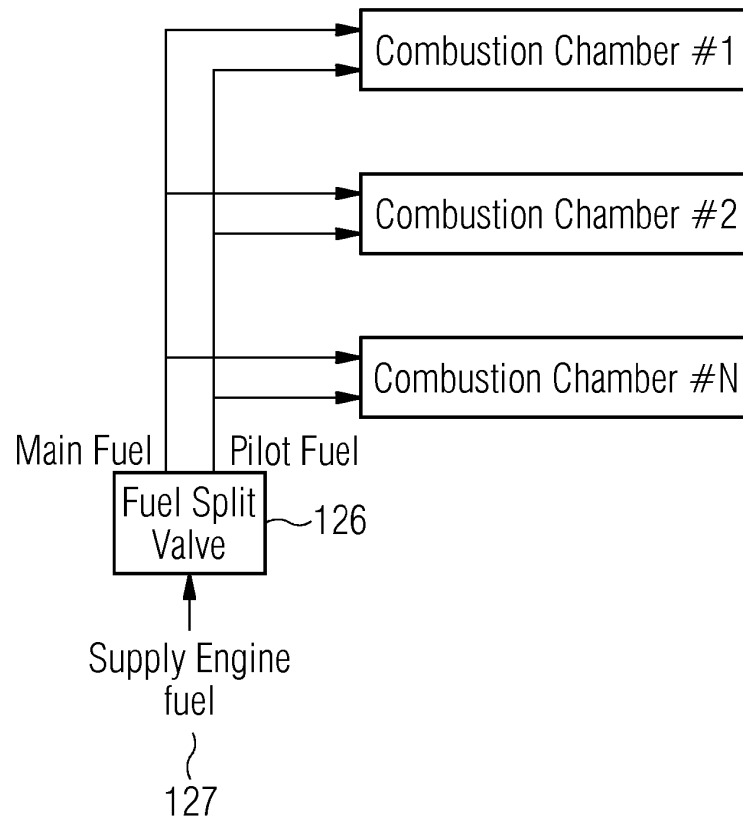 Combustion Chamber #1
Combustion Chamber #2
Combustion Chamber #N
Main Fuel
Pilot Fuel
Fuel Split
Valve
126
Supply Engine
fuel
127